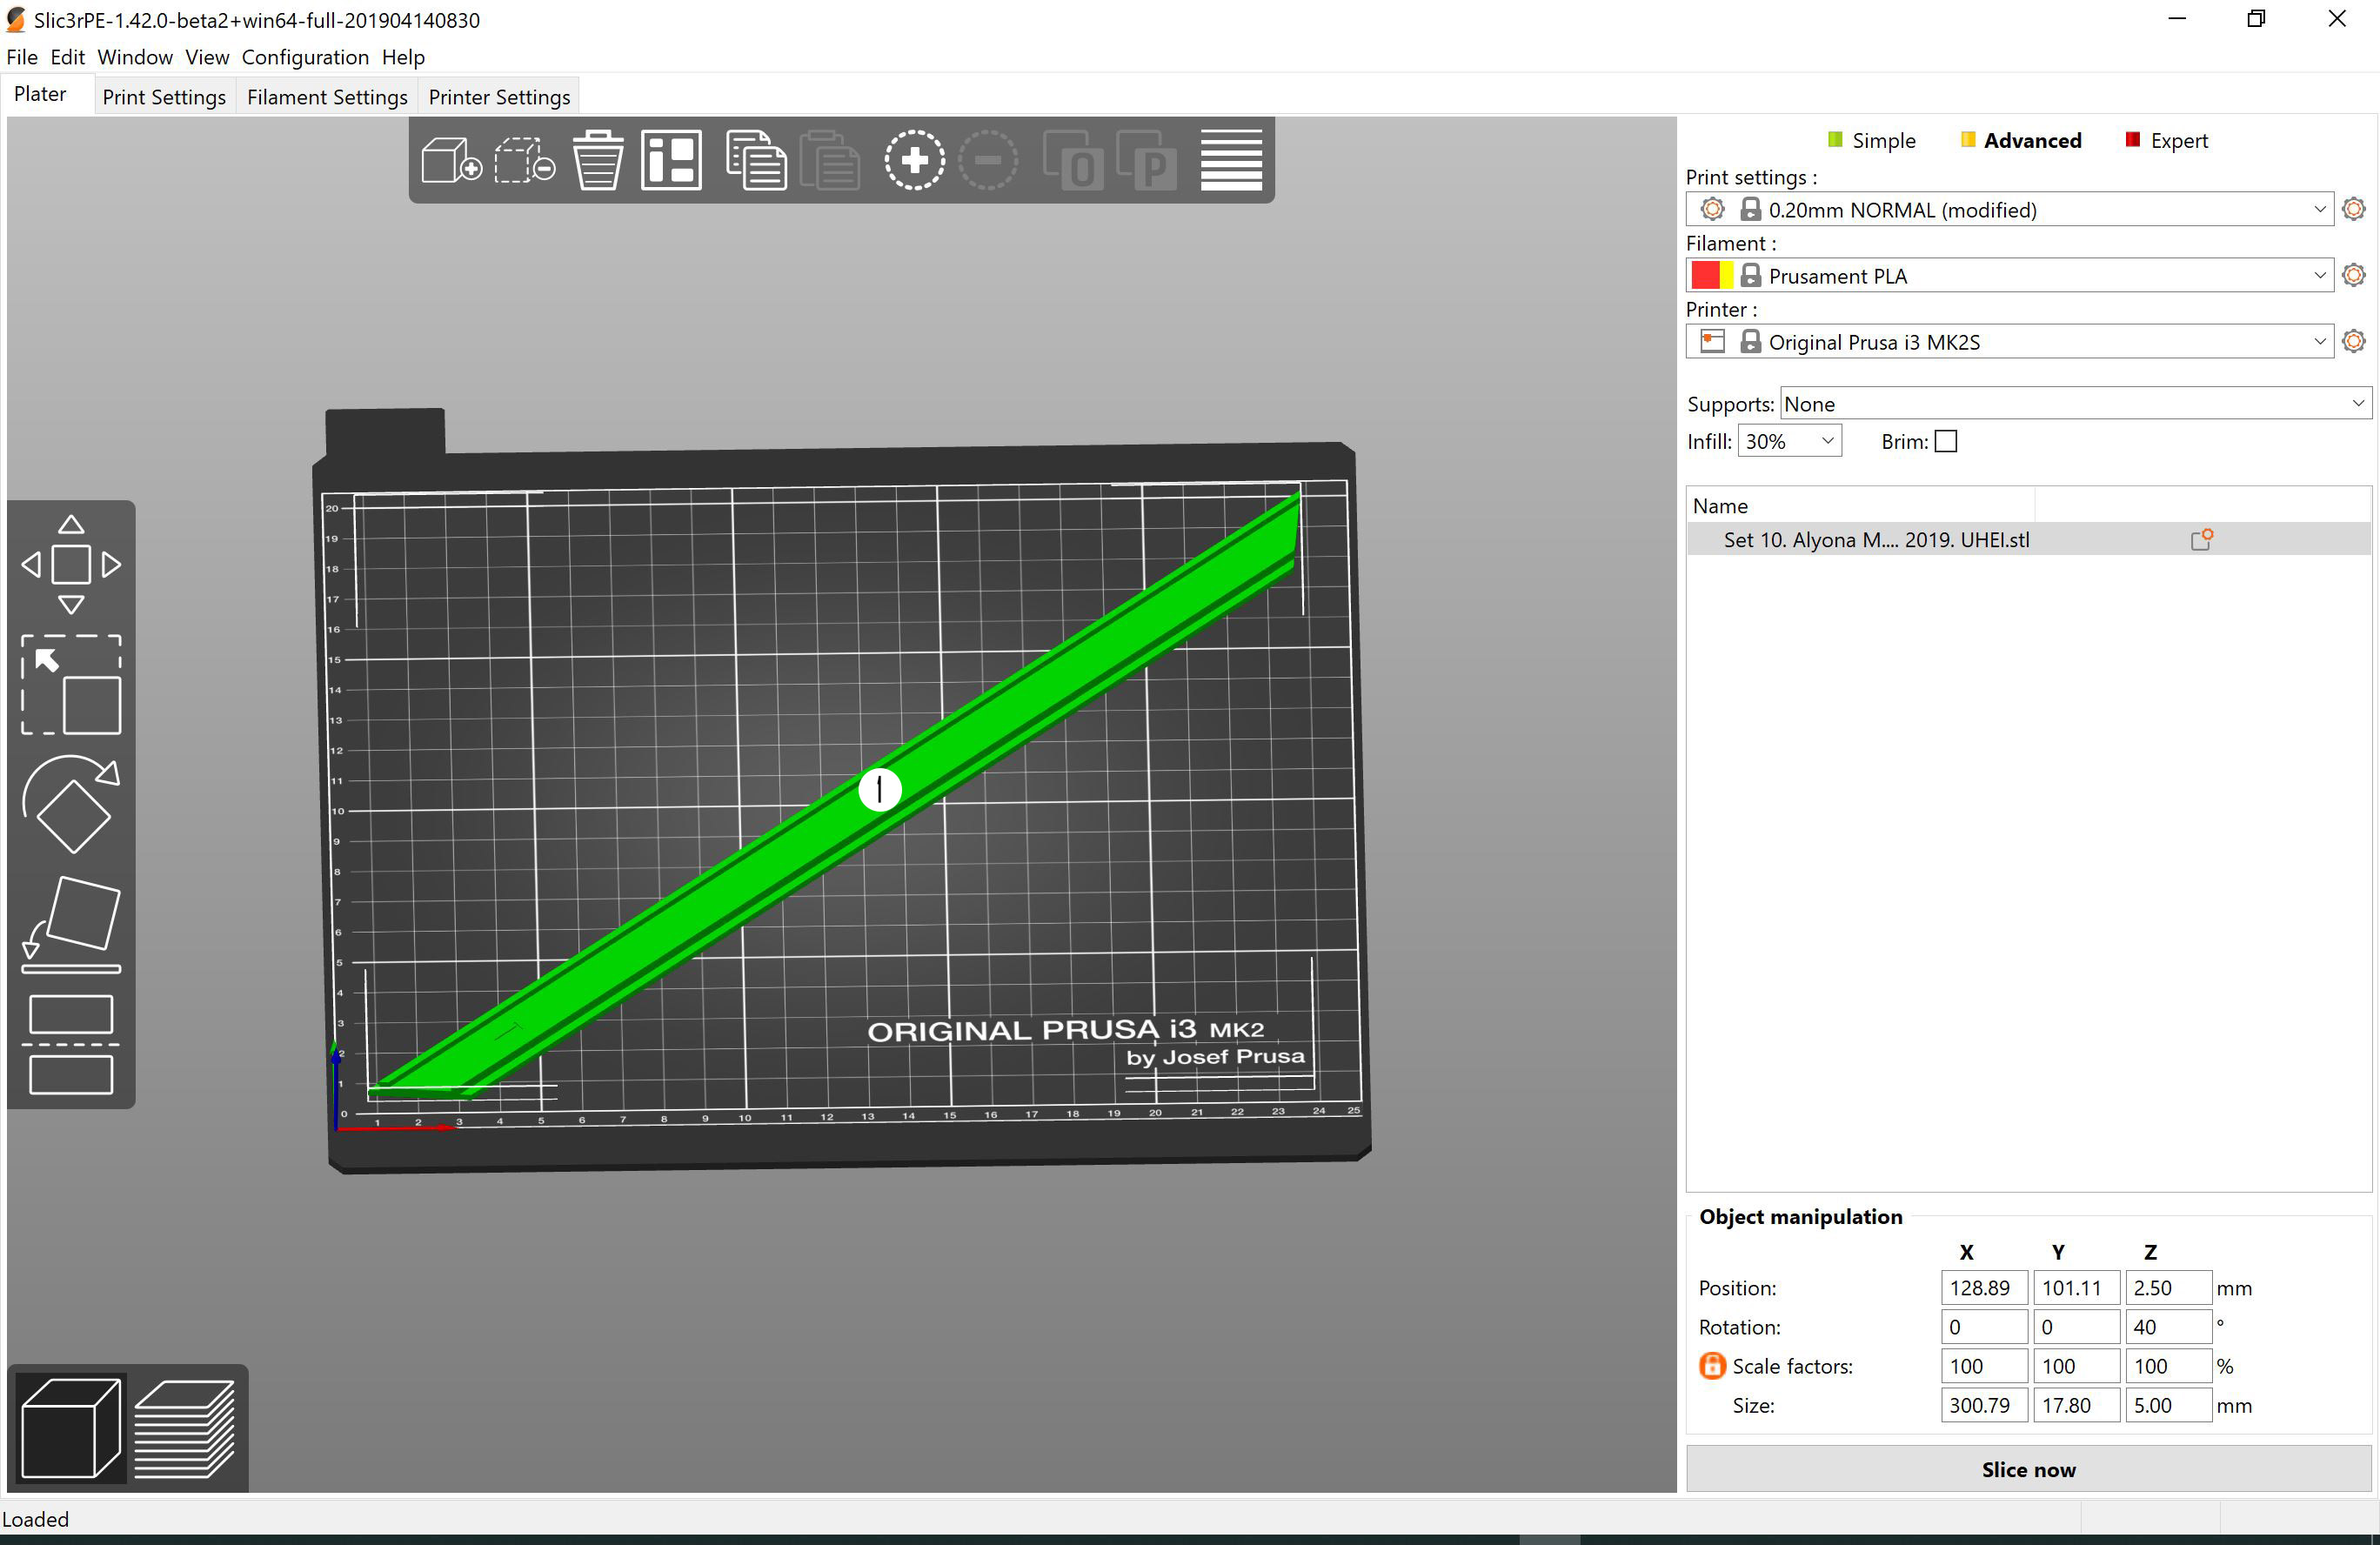 Slic3rPE-1.42.0-beta2+win64-full-201904140830
File Edit Window View Configuration Help
Plater Print Settings Filament Settings Printer Settings
Simple Advanced Expert
Print settings :
0.20mm NORMAL (modified)
Filament :
Prusament PLA
Printer :
Original Prusa i3 MK2S
Supports: None
Infill: 30% Brim:
Name
Set 10. Alyona M.... 2019. UHEI.stl
O P
20
19
18
17
16
15
14
13
12
11
10
9
8
7
6
5
4
3
2
1
0
1 2 3 4 5 6 7 8 9 10 11 12 13 14 15 16 17 18 19 20 21 22 23 24 25
1
ORIGINAL PRUSA i3 MK2
by Josef Prusa
Object manipulation
X Y Z
Position: 128.89 101.11 2.50 mm
Rotation: 0 0 40 °
Scale factors: 100 100 100 %
Size: 300.79 17.80 5.00 mm
Slice now
Loaded